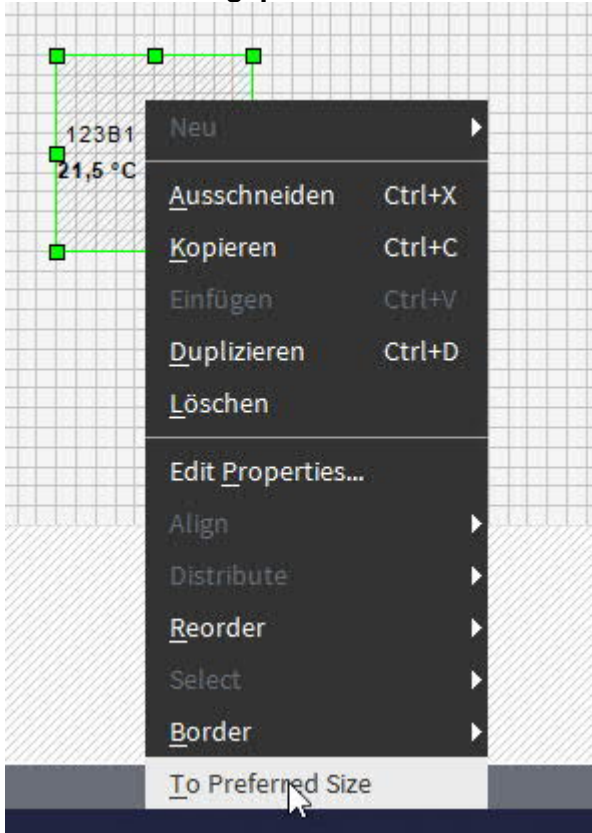 123B1
21,5 °C
Neu
Ausschneiden Ctrl+X
Kopieren Ctrl+C
Einfügen Ctrl+V
Duplizieren Ctrl+D
Löschen
Edit Properties...
Align
Distribute
Reorder
Select
Border
To Preferred Size